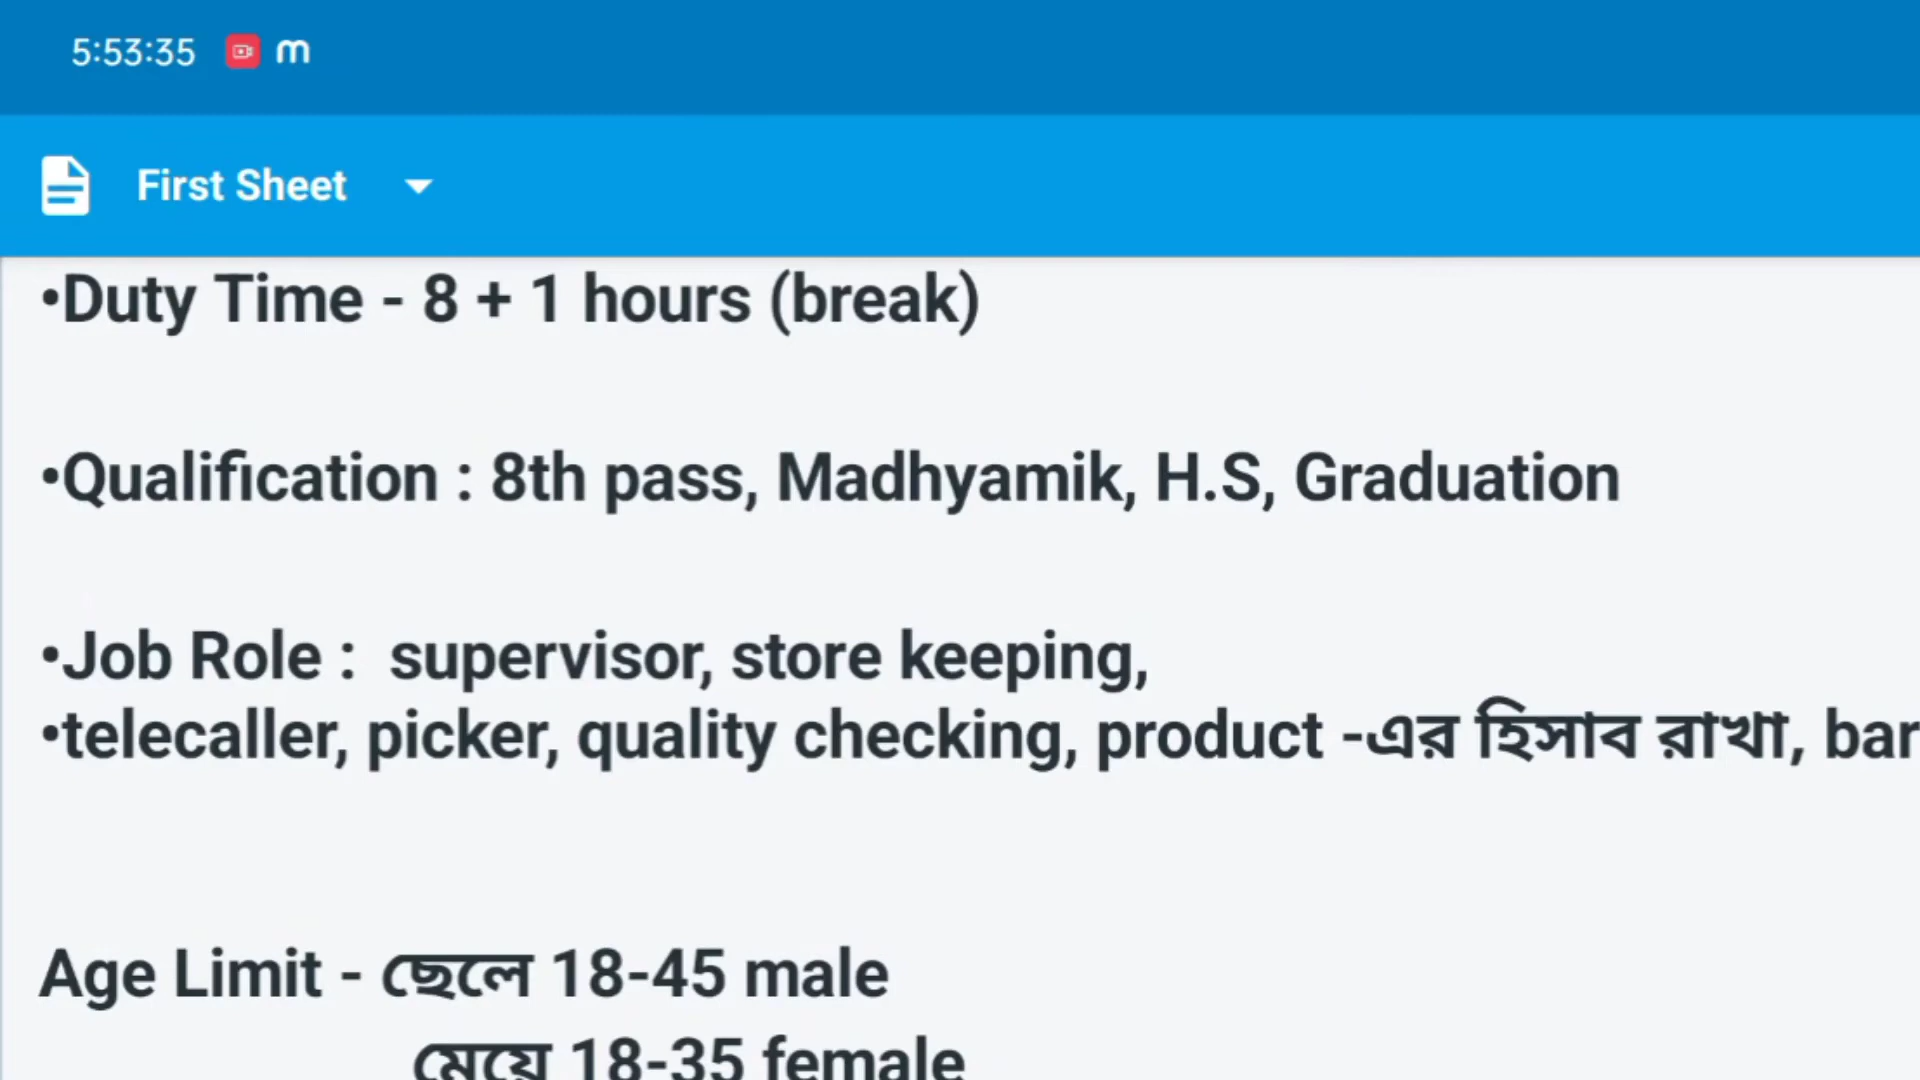 5:53:35 m
First Sheet
•Duty Time - 8 + 1 hours (break)
•Qualification : 8th pass, Madhyamik, H.S, Graduation
•Job Role : supervisor, store keeping,
•telecaller, picker, quality checking, product -এর হিসাব রাখা, bar
Age Limit - ছেলে 18-45 male
মেয়ে 18-35 female